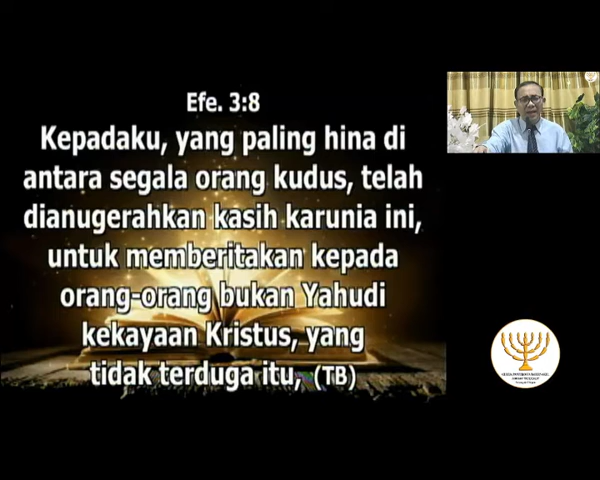 Efe. 3:8
Kepadaku, yang paling hina di
antara segala orang kudus, telah
dianugerahkan kasih karunia ini,
untuk memberitakan kepada
orang-orang bukan Yahudi
kekayaan Kristus, yang
tidak terduga itu, (TB)